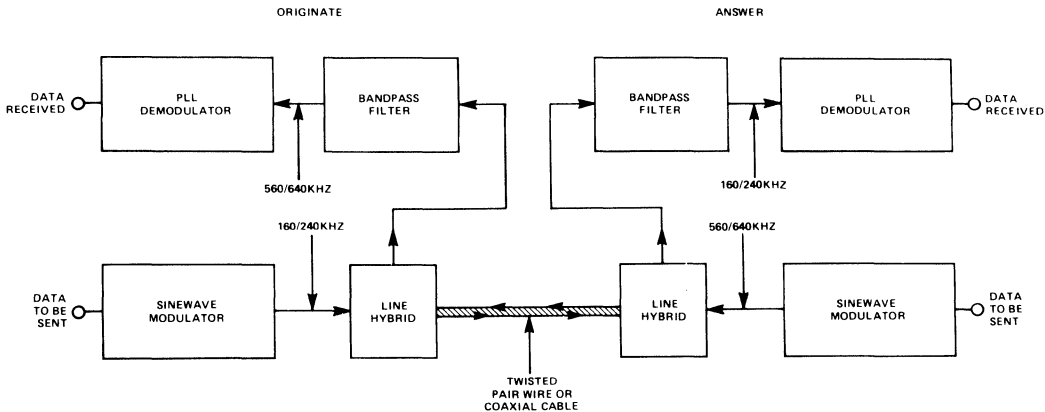 ORIGINATE
ANSWER
DATA
RECEIVED
PLL
DEMODULATOR
BANDPASS
FILTER
BANDPASS
FILTER
PLL
DEMODULATOR
DATA
RECEIVED
560/640KHZ
160/240KHZ
160/240KHZ
560/640KHZ
DATA
TO BE
SENT
SINEWAVE
MODULATOR
LINE
HYBRID
LINE
HYBRID
SINEWAVE
MODULATOR
DATA
TO BE
SENT
TWISTED
PAIR WIRE OR
COAXIAL CABLE